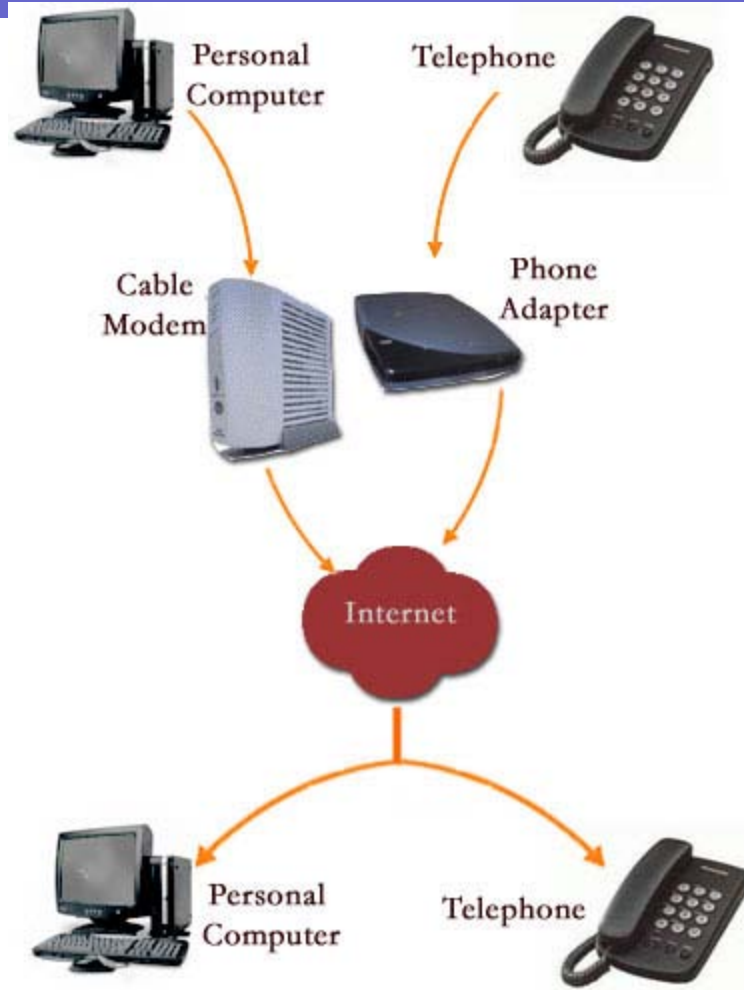 Personal
Computer
Telephone
Cable
Modem
Phone
Adapter
Internet
Personal
Computer
Telephone